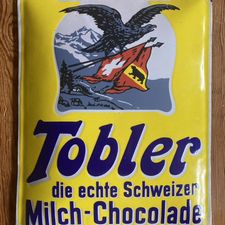 Tobler
die echte Schweizer
Milch-Chocolade